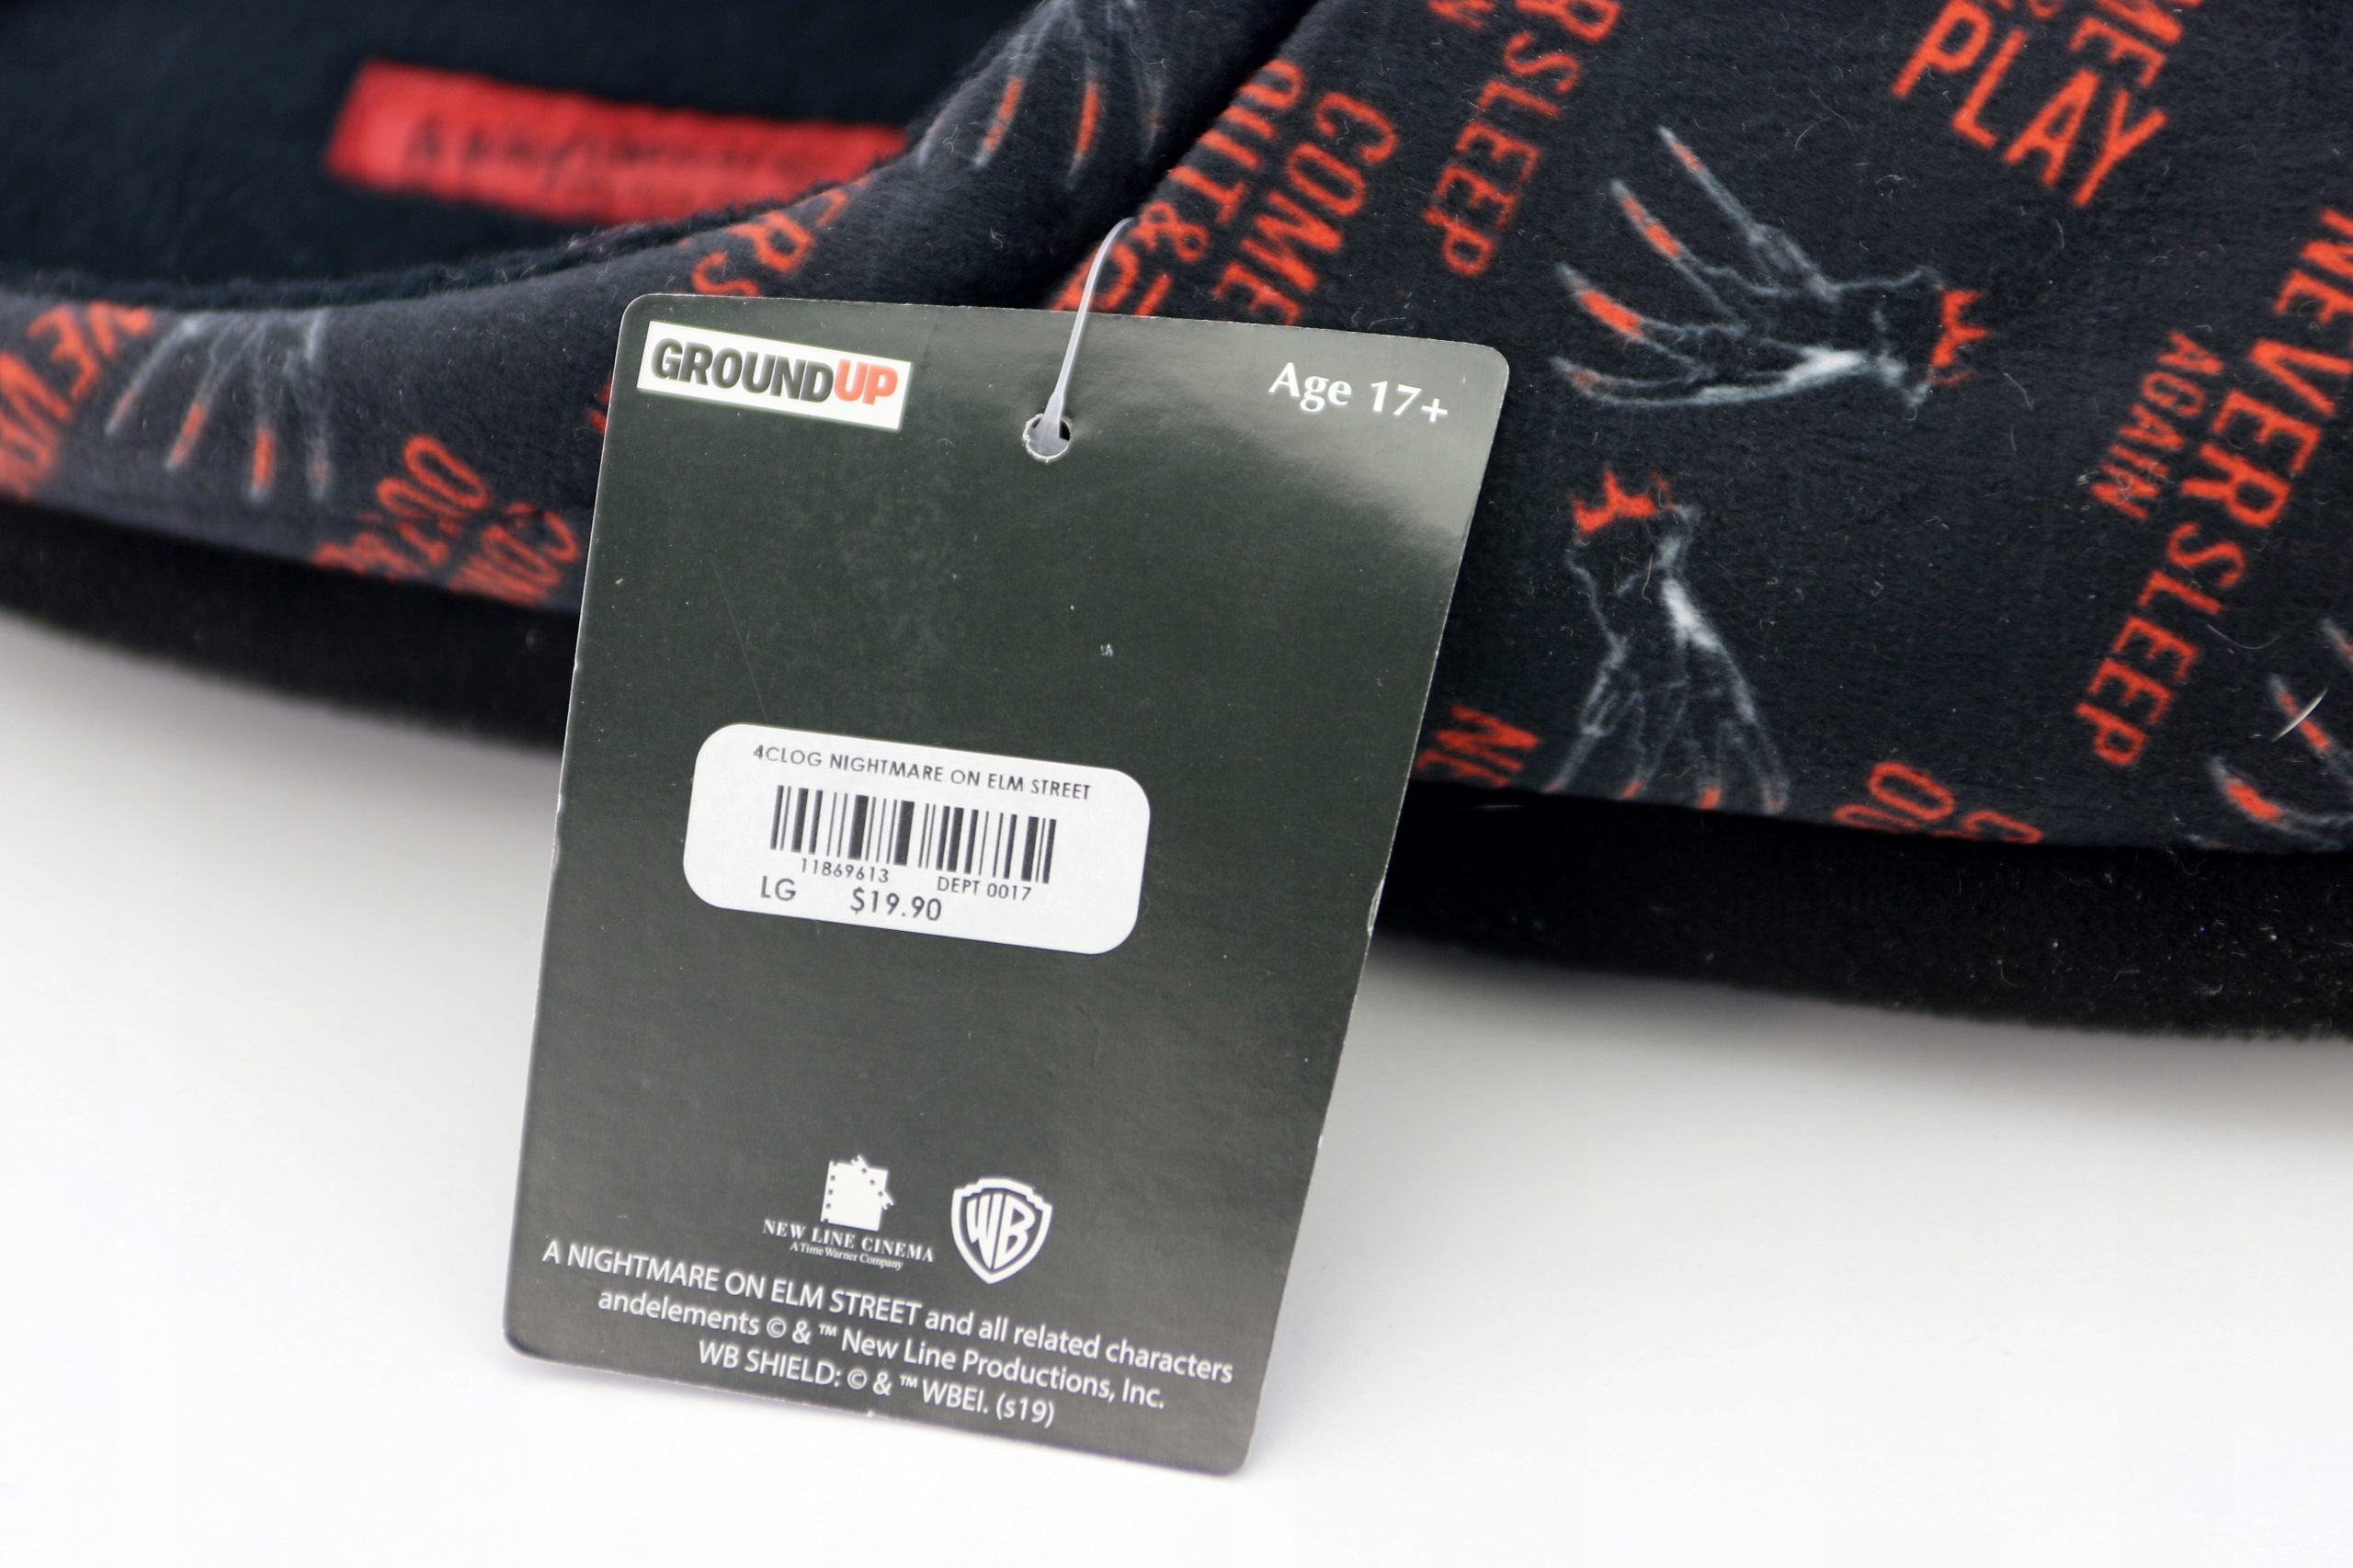 GROUNDUP
Age 17+
4CLOG NIGHTMARE ON ELM STREET
11869613 DEPT 0017
LG $19.90
NEW LINE CINEMA
A Time Warner Company
WB
A NIGHTMARE ON ELM STREET and all related characters
andelements © & ™ New Line Productions, Inc.
WB SHIELD: © & ™ WBEI. (s19)
COME
OUT &
SLEEP
PLAY
NEVER SLEEP
AGAIN